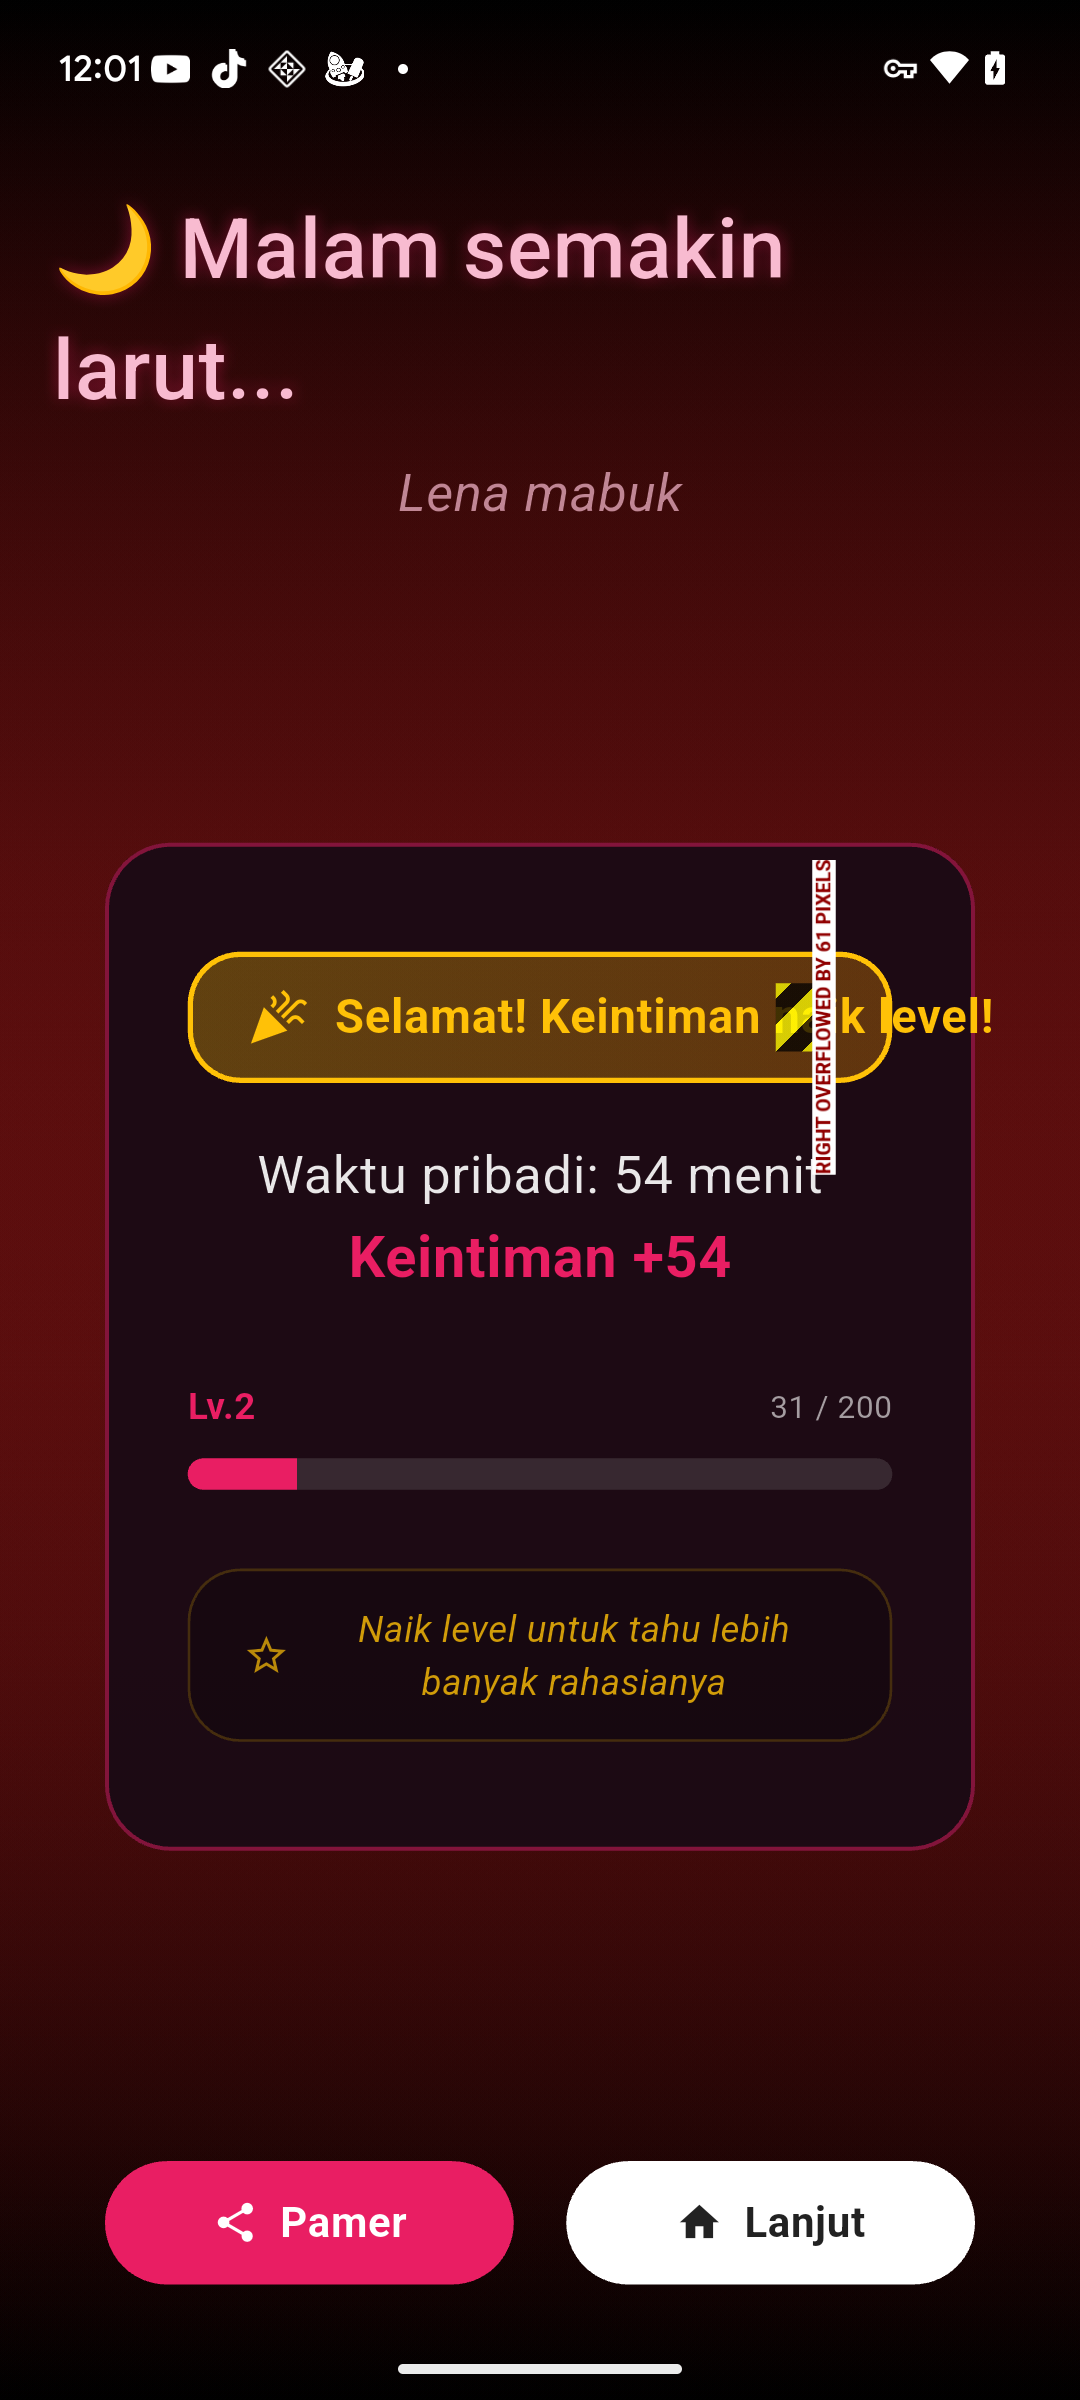 12:01
🌙 Malam semakin
larut...
Lena mabuk
RIGHT OVERFLOWED BY 61 PIXELS
Selamat! Keintiman naik level!
Waktu pribadi: 54 menit
Keintiman +54
Lv.2
31 / 200
Naik level untuk tahu lebih
banyak rahasianya
Pamer
Lanjut